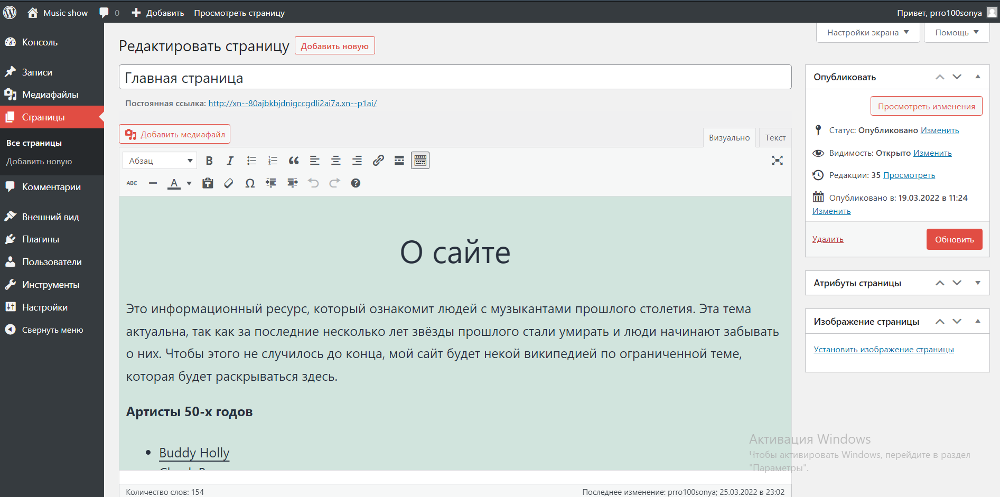 Music show
0
Добавить
Просмотреть страницу
Привет, prro100sonya
Консоль
Записи
Медиафайлы
Страницы
Все страницы
Добавить новую
Комментарии
Внешний вид
Плагины
Пользователи
Инструменты
Настройки
Свернуть меню
Настройки экрана
Помощь
Редактировать страницу
Добавить новую
Главная страница
Постоянная ссылка: http://xn--80ajbkbjdnigccgdli2ai7a.xn--p1ai/
Добавить медиафайл
Визуально
Текст
Абзац
ABC
О сайте
Это информационный ресурс, который ознакомит людей с музыкантами прошлого столетия. Эта тема
актуальна, так как за последние несколько лет звёзды прошлого стали умирать и люди начинают забывать
о них. Чтобы этого не случилось до конца, мой сайт будет некой википедией по ограниченной теме,
которая будет раскрываться здесь.
Артисты 50-х годов
Buddy Holly
Количество слов: 154
Последнее изменение: prro100sonya; 25.03.2022 в 23:02
Опубликовать
Просмотреть изменения
Статус: Опубликовано Изменить
Видимость: Открыто Изменить
Редакции: 35 Просмотреть
Опубликовано в: 19.03.2022 в 11:24
Изменить
Удалить
Обновить
Атрибуты страницы
Изображение страницы
Установить изображение страницы
Активация Windows
Чтобы активировать Windows, перейдите в раздел
"Параметры".